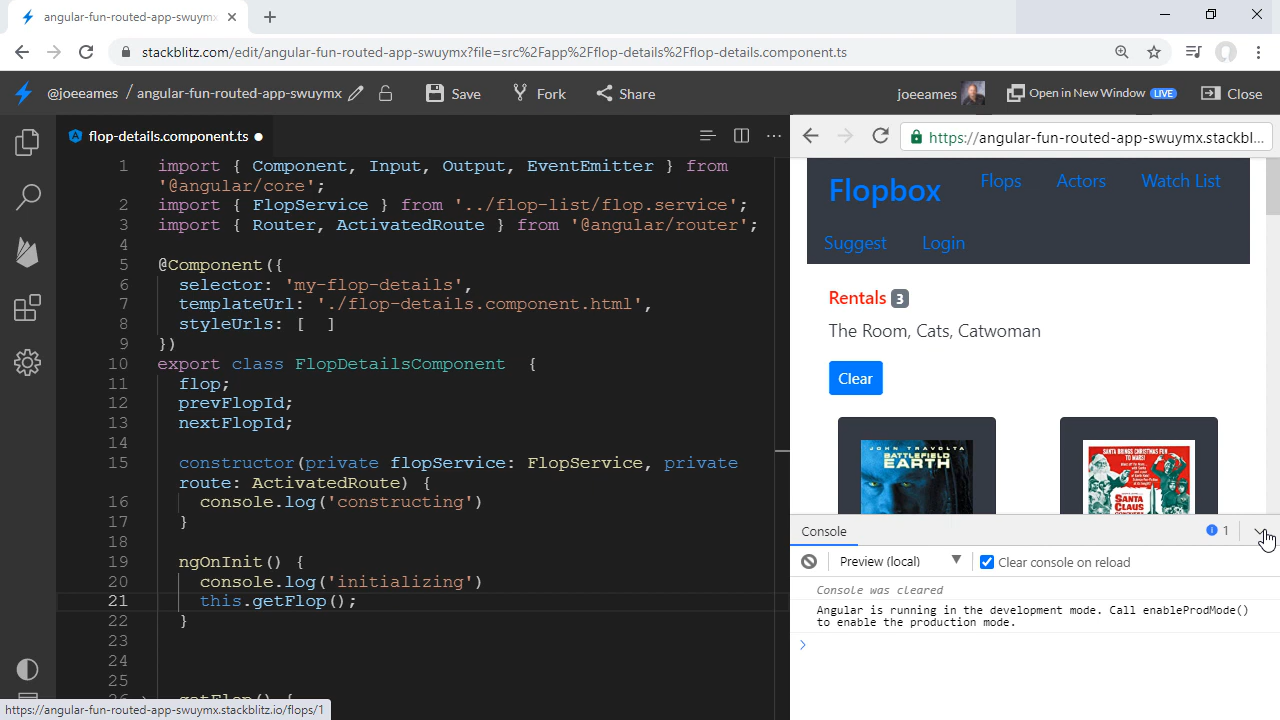 angular-fun-routed-app-swuymx
stackblitz.com/edit/angular-fun-routed-app-swuymx?file=src%2Fapp%2Fflop-details%2Fflop-details.component.ts
@joeeames / angular-fun-routed-app-swuymx
Save
Fork
Share
joeeames
Open in New Window LIVE
Close
flop-details.component.ts
1 import { Component, Input, Output, EventEmitter } from
'@angular/core';
2 import { FlopService } from '../flop-list/flop.service';
3 import { Router, ActivatedRoute } from '@angular/router';
4
5 @Component({
6 selector: 'my-flop-details',
7 templateUrl: './flop-details.component.html',
8 styleUrls: [ ]
9 })
10 export class FlopDetailsComponent {
11 flop;
12 prevFlopId;
13 nextFlopId;
14
15 constructor(private flopService: FlopService, private
route: ActivatedRoute) {
16 console.log('constructing')
17 }
18
19 ngOnInit() {
20 console.log('initializing')
21 this.getFlop();
22 }
23
24
25
26 getFlop() {
https://angular-fun-routed-app-swuymx.stackblitz.io/flops/1
https://angular-fun-routed-app-swuymx.stackbl...
Flopbox
Flops
Actors
Watch List
Suggest
Login
Rentals 3
The Room, Cats, Catwoman
Clear
JOHN TRAVOLTA
BATTLEFIELD
EARTH
SANTA BRINGS CHRISTMAS FUN
TO MARS!
SANTA
CLAUS
Console
1
Preview (local)
Clear console on reload
Console was cleared
Angular is running in the development mode. Call enableProdMode()
to enable the production mode.